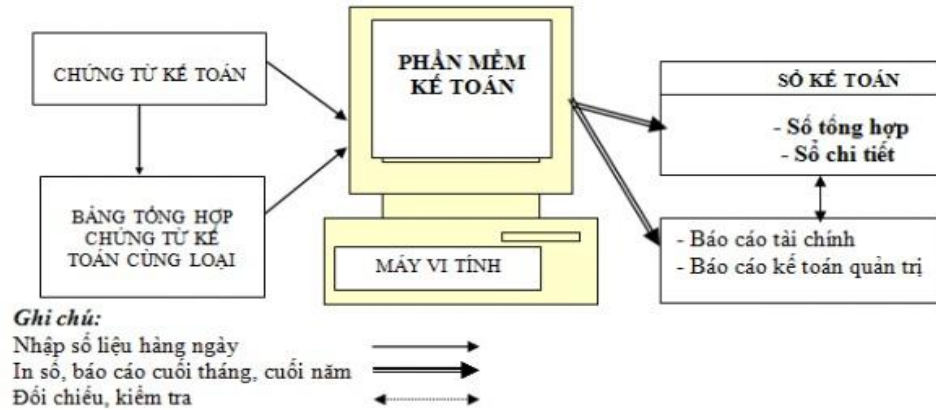 CHỨNG TỪ KẾ TOÁN
BẢNG TỔNG HỢP
CHỨNG TỪ KẾ
TOÁN CÙNG LOẠI
PHẦN MỀM
KẾ TOÁN
MÁY VI TÍNH
SỔ KẾ TOÁN
- Sổ tổng hợp
- Sổ chi tiết
- Báo cáo tài chính
- Báo cáo kế toán quản trị
Ghi chú:
Nhập số liệu hàng ngày
In sổ, báo cáo cuối tháng, cuối năm
Đối chiếu, kiểm tra